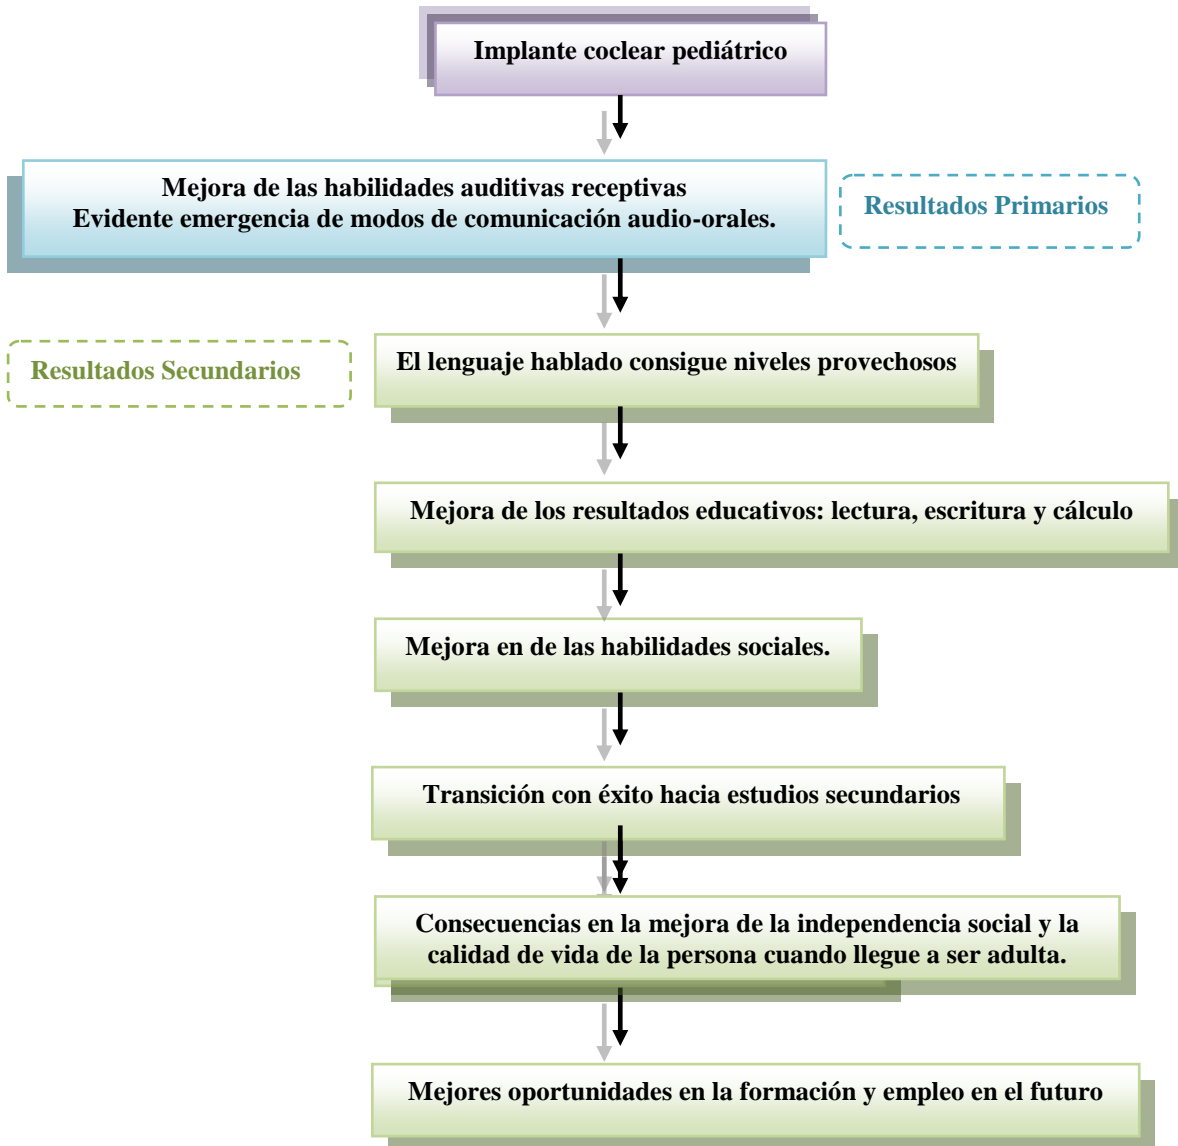 Implante coclear pediátrico
Mejora de las habilidades auditivas receptivas
Evidente emergencia de modos de comunicación audio-orales.
Resultados Primarios
El lenguaje hablado consigue niveles provechosos
Resultados Secundarios
Mejora de los resultados educativos: lectura, escritura y cálculo
Mejora en de las habilidades sociales.
Transición con éxito hacia estudios secundarios
Consecuencias en la mejora de la independencia social y la
calidad de vida de la persona cuando llegue a ser adulta.
Mejores oportunidades en la formación y empleo en el futuro